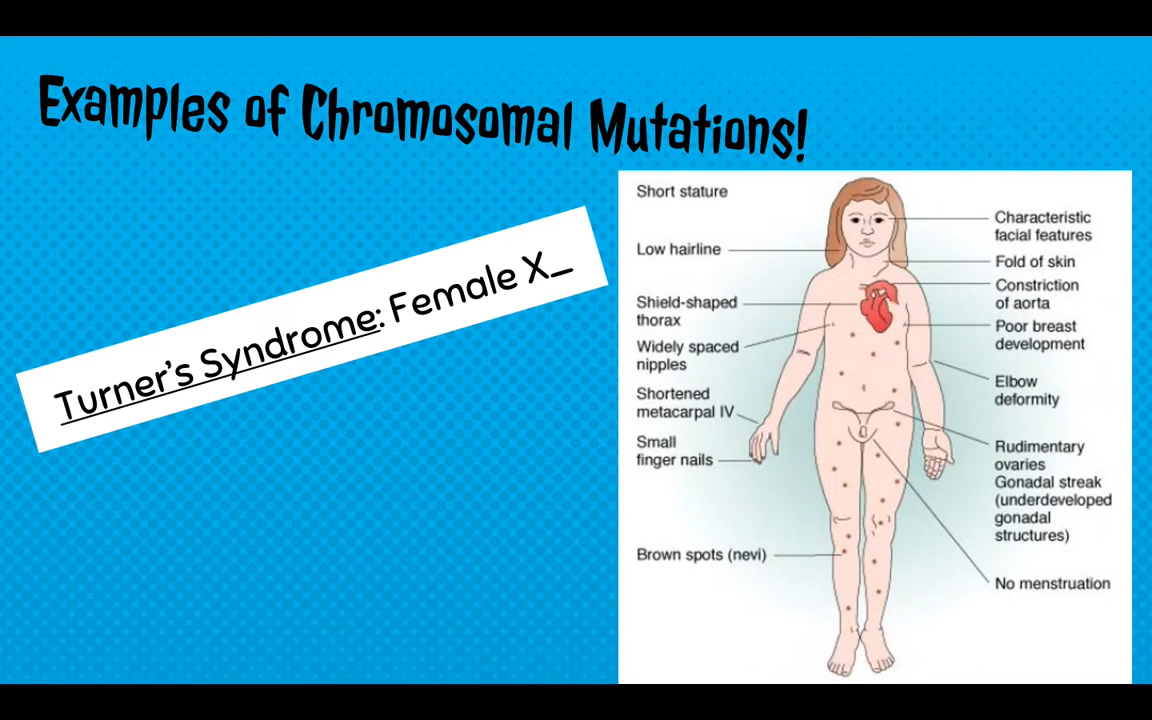 Examples of Chromosomal Mutations!
Turner's Syndrome: Female X_
Short stature
Low hairline
Shield-shaped
thorax
Widely spaced
nipples
Shortened
metacarpal IV
Small
finger nails
Brown spots (nevi)
Characteristic
facial features
Fold of skin
Constriction
of aorta
Poor breast
development
Elbow
deformity
Rudimentary
ovaries
Gonadal streak
(underdeveloped
gonadal
structures)
No menstruation